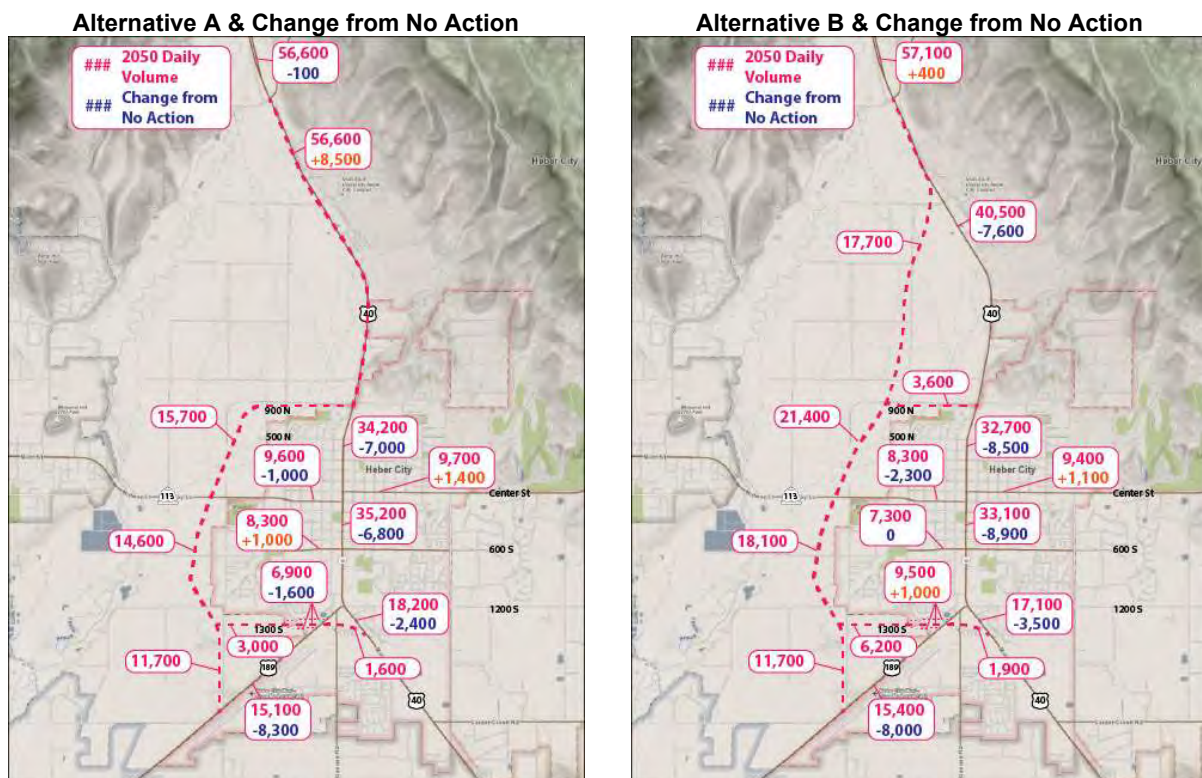 Alternative A & Change from No Action
### 2050 Daily
Volume
### Change from
No Action
56,600
-100
56,600
+8,500
Heber City
40
15,700
900 N
500 N
34,200
-7,000
9,600
-1,000
Heber City
9,700
+1,400
113
Center St
8,300
+1,000
35,200
-6,800
14,600
600 S
6,900
-1,600
18,200
-2,400
1200 S
1300 S
3,000
11,700
189
1,600
40
15,100
-8,300
Alternative B & Change from No Action
### 2050 Daily
Volume
### Change from
No Action
57,100
+400
Heber City
40,500
-7,600
17,700
40
3,600
900 N
21,400
500 N
32,700
-8,500
8,300
-2,300
Heber City
9,400
+1,100
113
Center St
7,300
0
33,100
-8,900
18,100
600 S
9,500
+1,000
17,100
-3,500
1200 S
1300 S
6,200
11,700
189
1,900
40
15,400
-8,000